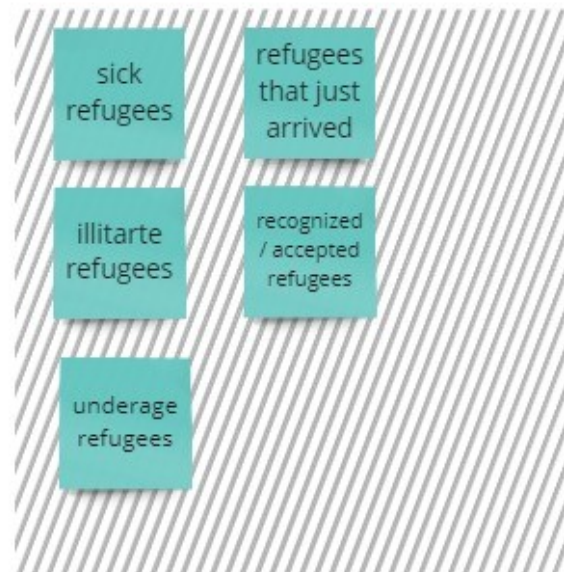 sick
refugees
refugees
that just
arrived
illitarte
refugees
recognized
/ accepted
refugees
underage
refugees